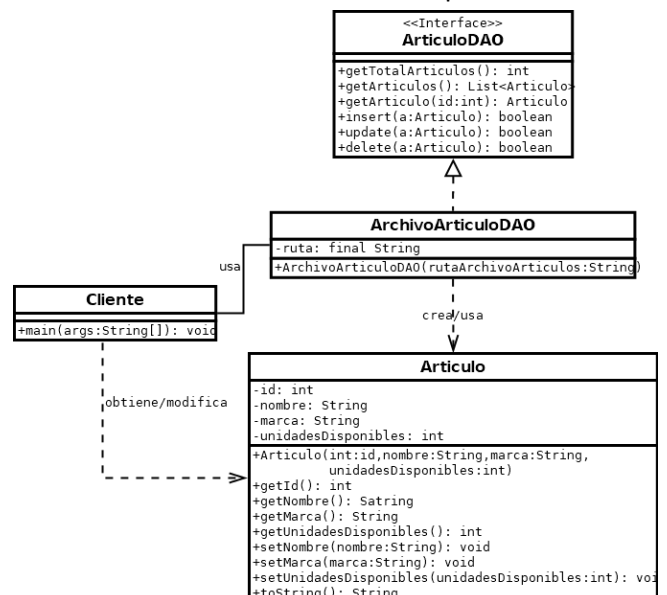 <<Interface>>
ArticuloDAO
+getTotalArticulos(): int
+getArticulos(): List<Articulo>
+getArticulo(id:int): Articulo
+insert(a:Articulo): boolean
+update(a:Articulo): boolean
+delete(a:Articulo): boolean
ArchivoArticuloDAO
-ruta: final String
+ArchivoArticuloDAO(rutaArchivoArticulos:String)
usa
Cliente
+main(args:String[]): void
crea/usa
obtiene/modifica
Articulo
-id: int
-nombre: String
-marca: String
-unidadesDisponibles: int
+Articulo(int:id,nombre:String,marca:String,
unidadesDisponibles:int)
+getId(): int
+getNombre(): Satring
+getMarca(): String
+getUnidadesDisponibles(): int
+setNombre(nombre:String): void
+setMarca(marca:String): void
+setUnidadesDisponibles(unidadesDisponibles:int): voi
+toString(): String